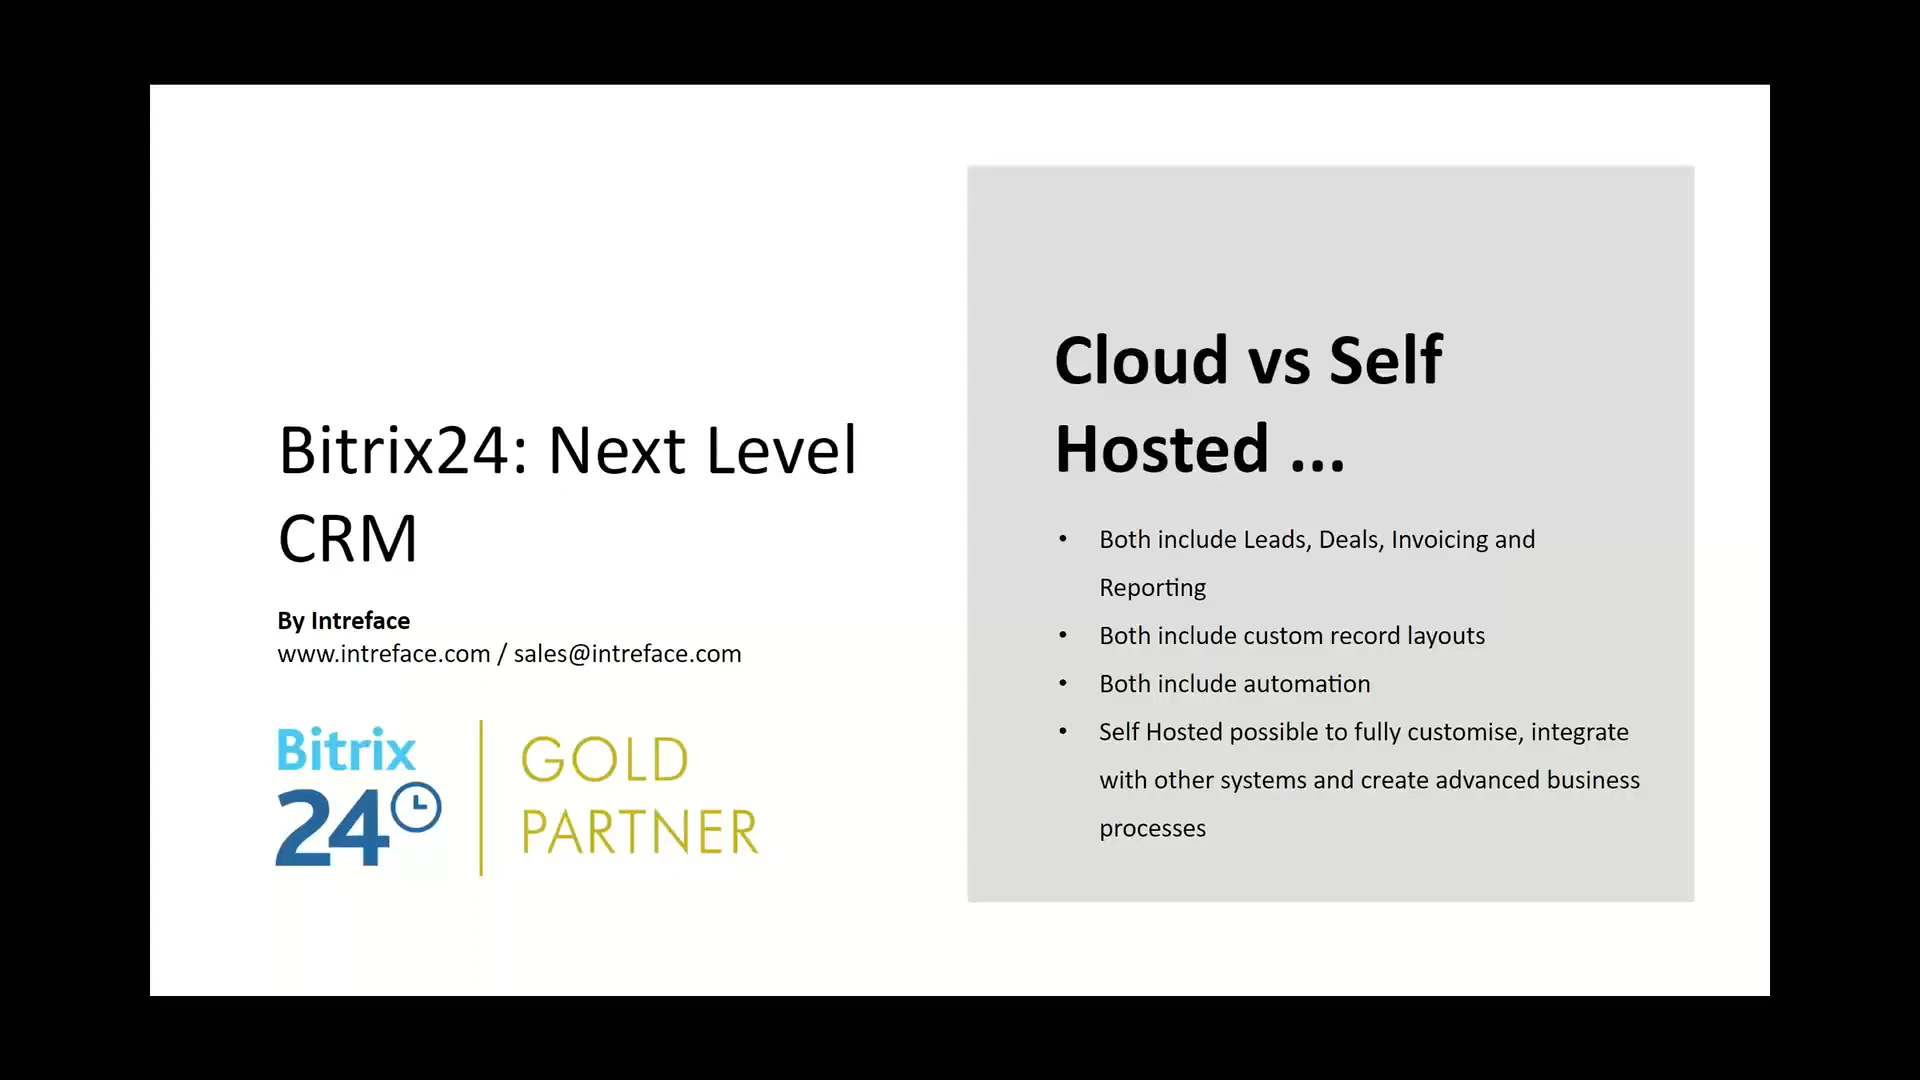 Bitrix24: Next Level
CRM
By Intreface
www.intreface.com / sales@intreface.com
Bitrix
24
GOLD
PARTNER
Cloud vs Self
Hosted ...
• Both include Leads, Deals, Invoicing and
Reporting
• Both include custom record layouts
• Both include automation
• Self Hosted possible to fully customise, integrate
with other systems and create advanced business
processes